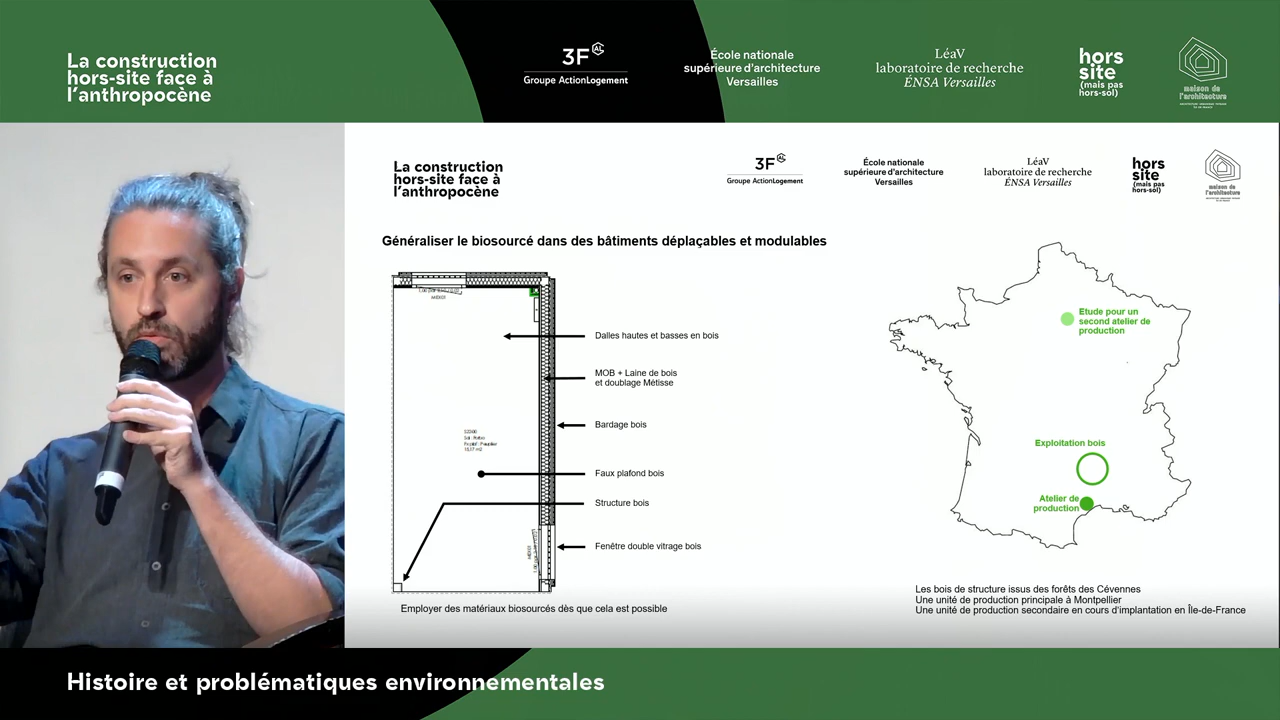 La construction
hors-site face à
l’anthropocène
3F AL
Groupe ActionLogement
École nationale
supérieure d’architecture
Versailles
LéaV
laboratoire de recherche
ÉNSA Versailles
hors
site
(mais pas
hors-sol)
maison de
l'architecture
La construction
hors-site face à
l’anthropocène
3F AL
Groupe ActionLogement
École nationale
supérieure d’architecture
Versailles
LéaV
laboratoire de recherche
ÉNSA Versailles
hors
site
(mais pas
hors-sol)
maison de
l'architecture
Généraliser le biosourcé dans des bâtiments déplaçables et modulables
Dalles hautes et basses en bois
MOB + Laine de bois
et doublage Métisse
Bardage bois
Faux plafond bois
Structure bois
Fenêtre double vitrage bois
Employer des matériaux biosourcés dès que cela est possible
Etude pour un
second atelier de
production
Exploitation bois
Atelier de
production
Les bois de structure issus des forêts des Cévennes
Une unité de production principale à Montpellier
Une unité de production secondaire en cours d’implantation en Île-de-France
Histoire et problématiques environnementales